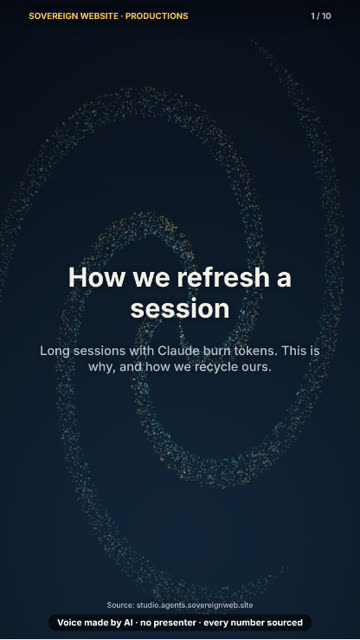 SOVEREIGN WEBSITE · PRODUCTIONS
1 / 10
How we refresh a
session
Long sessions with Claude burn tokens. This is
why, and how we recycle ours.
Source: studio.agents.sovereignweb.site
Voice made by AI · no presenter · every number sourced